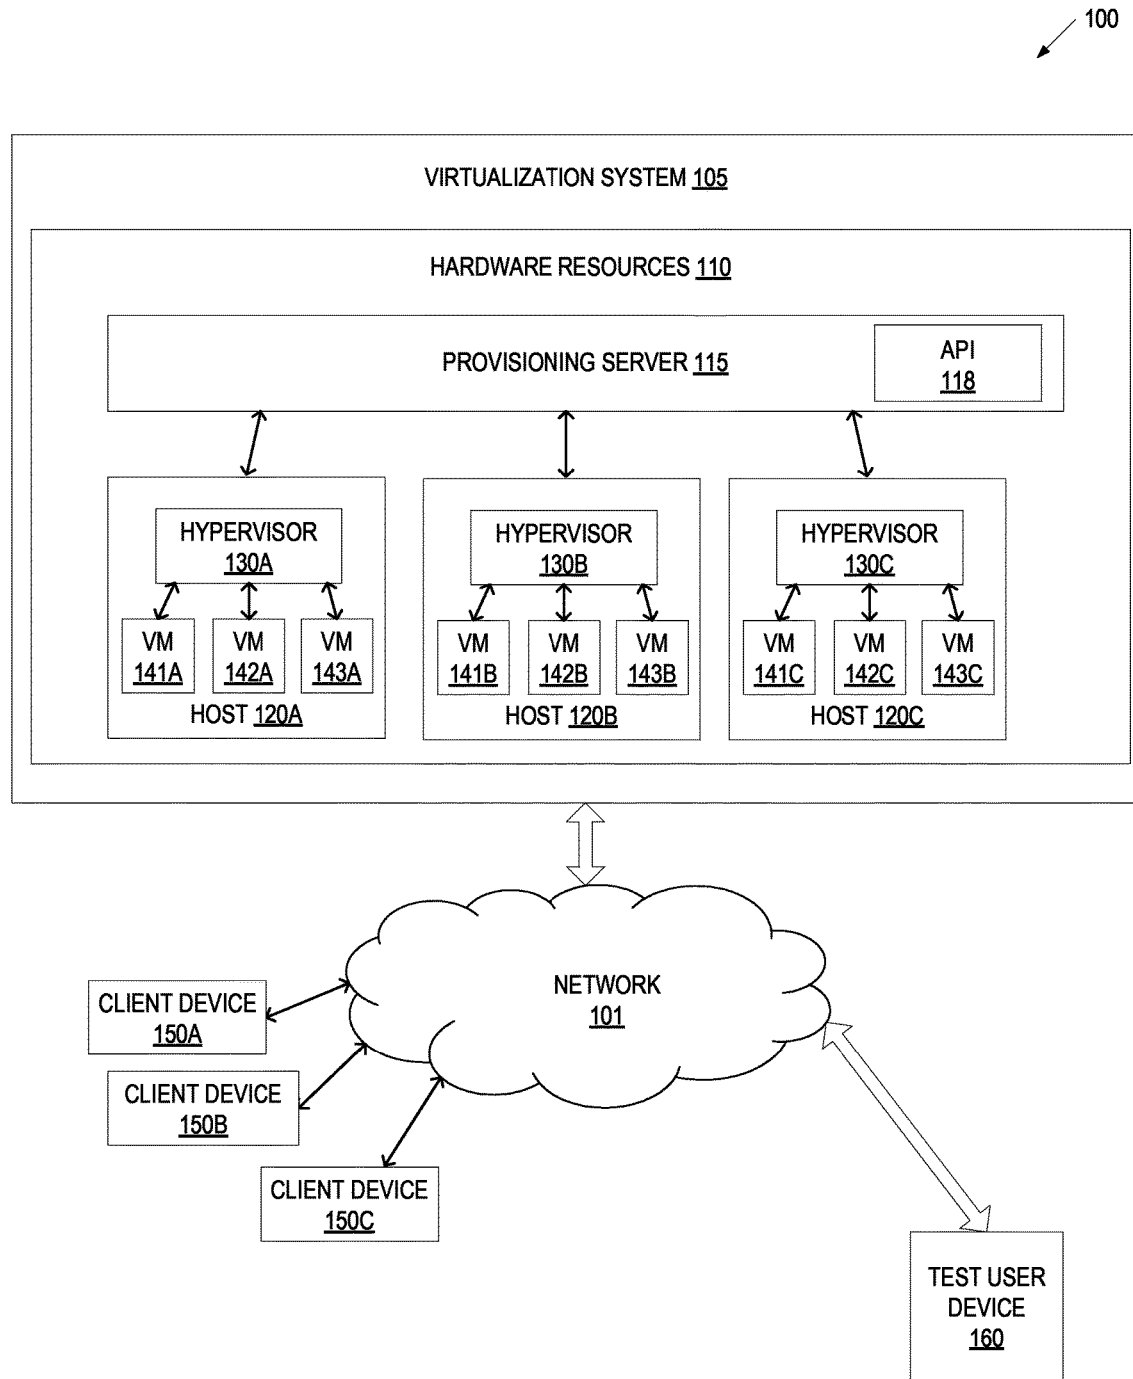 100
VIRTUALIZATION SYSTEM 105
HARDWARE RESOURCES 110
PROVISIONING SERVER 115
API
118
HYPERVISOR
130A
VM
141A
VM
142A
VM
143A
HOST 120A
HYPERVISOR
130B
VM
141B
VM
142B
VM
143B
HOST 120B
HYPERVISOR
130C
VM
141C
VM
142C
VM
143C
HOST 120C
NETWORK
101
CLIENT DEVICE
150A
CLIENT DEVICE
150B
CLIENT DEVICE
150C
TEST USER
DEVICE
160